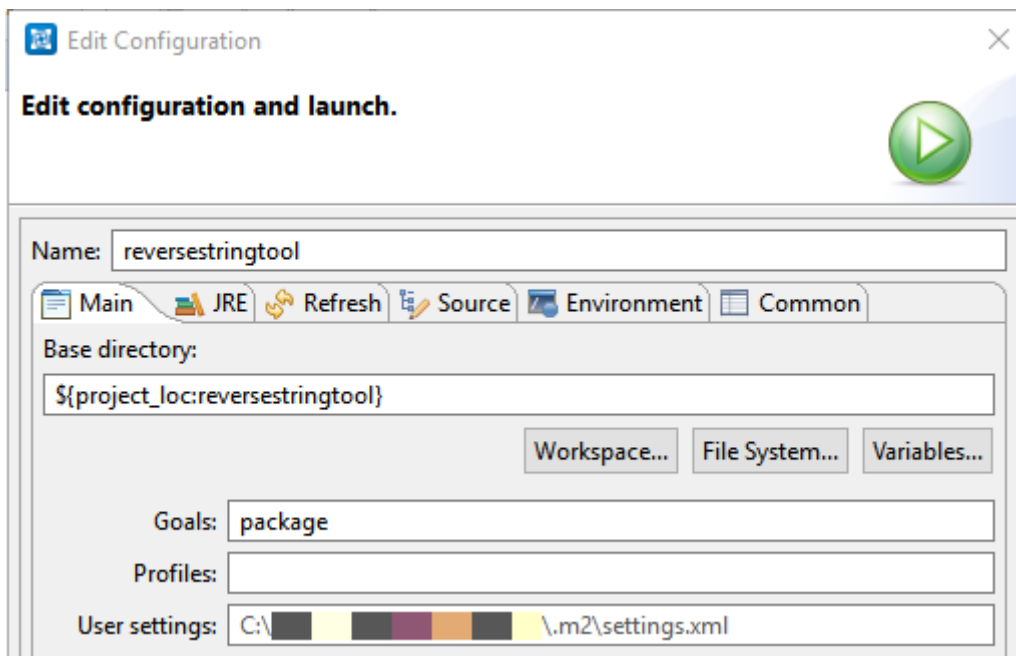 Edit Configuration
Edit configuration and launch.
Name: reversestringtool
Main JRE Refresh Source Environment Common
Base directory:
${project_loc:reversestringtool}
Workspace... File System... Variables...
Goals: package
Profiles:
User settings: C:\ \.m2\settings.xml